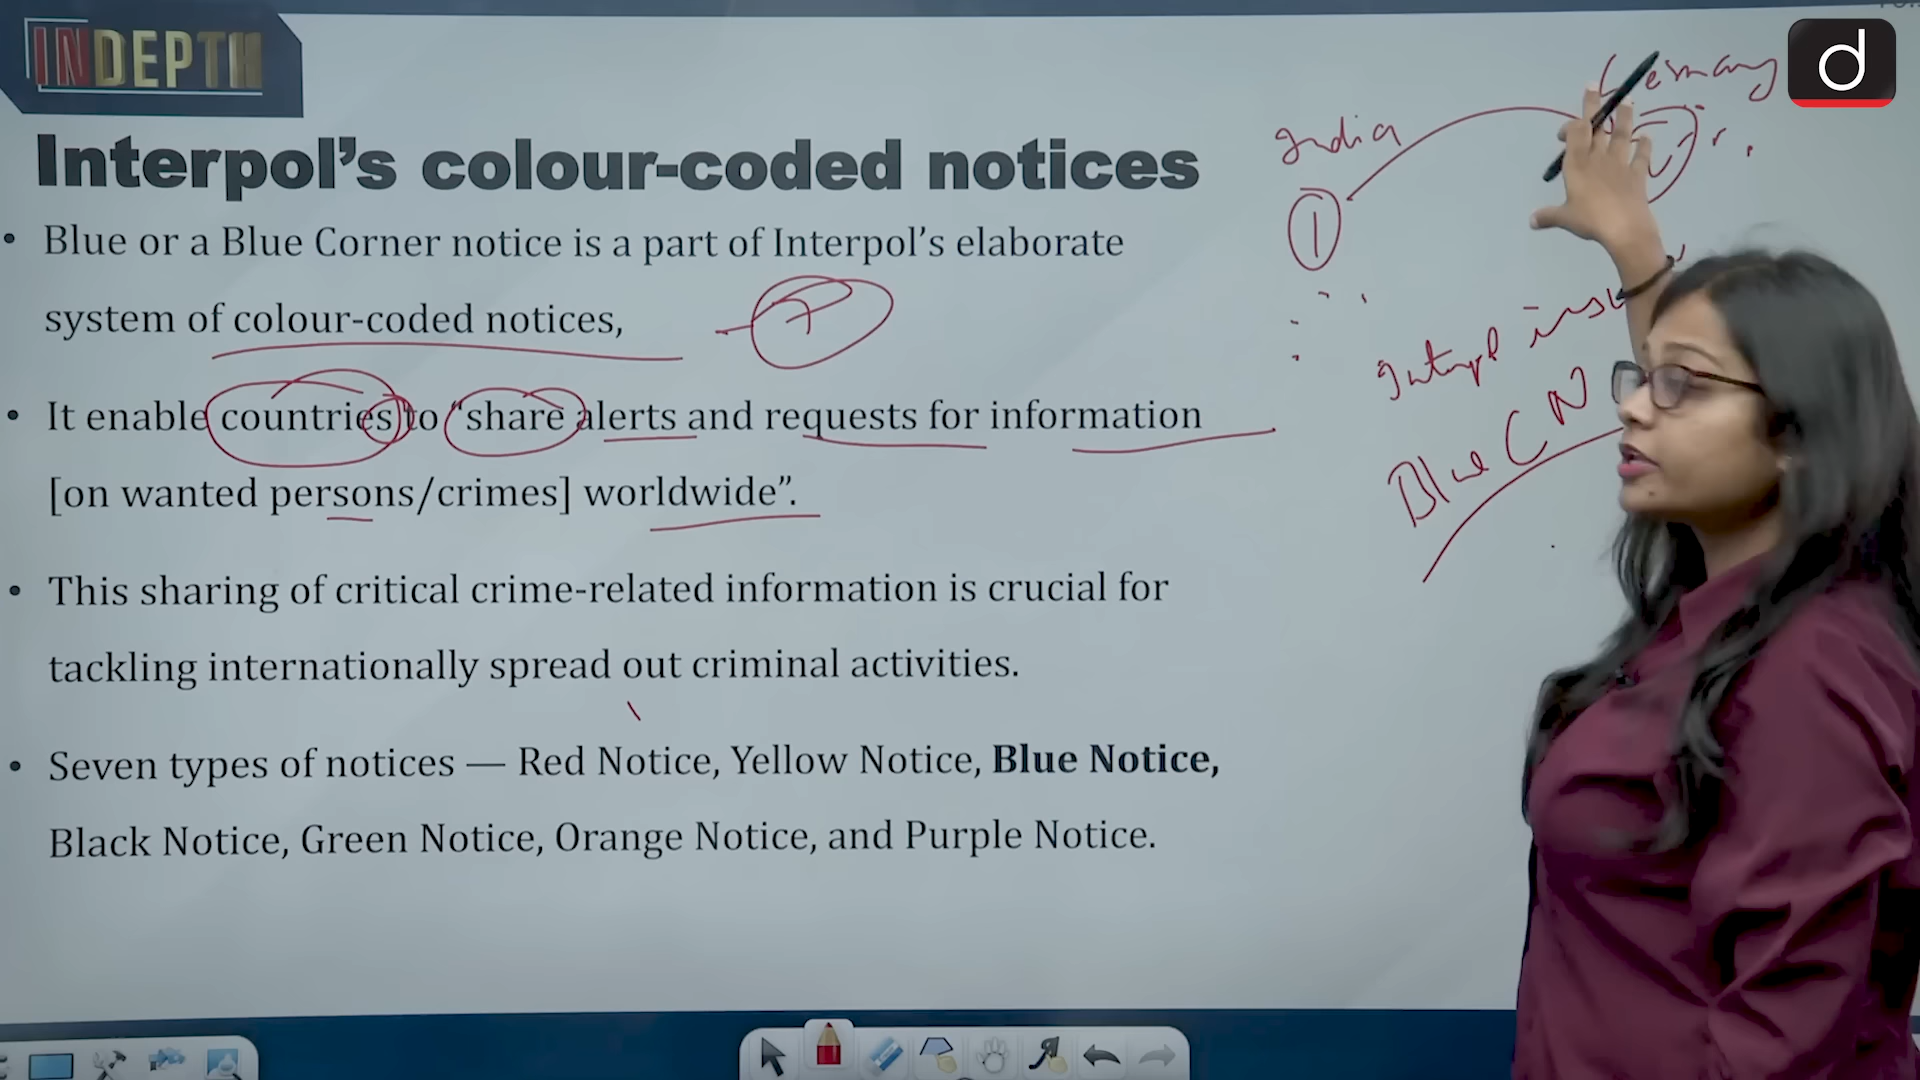 INDEPTH
d
Interpol's colour-coded notices
• Blue or a Blue Corner notice is a part of Interpol's elaborate
system of colour-coded notices,
7
• It enable countries to "share alerts and requests for information
[on wanted persons/crimes] worldwide".
• This sharing of critical crime-related information is crucial for
tackling internationally spread out criminal activities.
• Seven types of notices — Red Notice, Yellow Notice, Blue Notice,
Black Notice, Green Notice, Orange Notice, and Purple Notice.
Germany
India
1
Blue CN